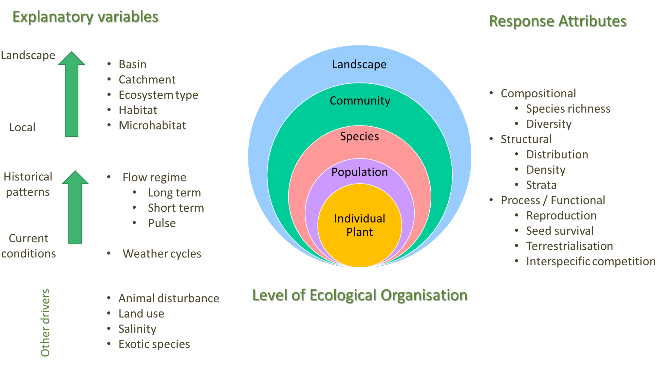 Explanatory variables
Landscape
Local
• Basin
• Catchment
• Ecosystem type
• Habitat
• Microhabitat
Historical
patterns
Current
conditions
• Flow regime
• Long term
• Short term
• Pulse
• Weather cycles
Other drivers
• Animal disturbance
• Land use
• Salinity
• Exotic species
Landscape
Community
Species
Population
Individual
Plant
Level of Ecological Organisation
Response Attributes
• Compositional
• Species richness
• Diversity
• Structural
• Distribution
• Density
• Strata
• Process / Functional
• Reproduction
• Seed survival
• Terrestrialisation
• Interspecific competition